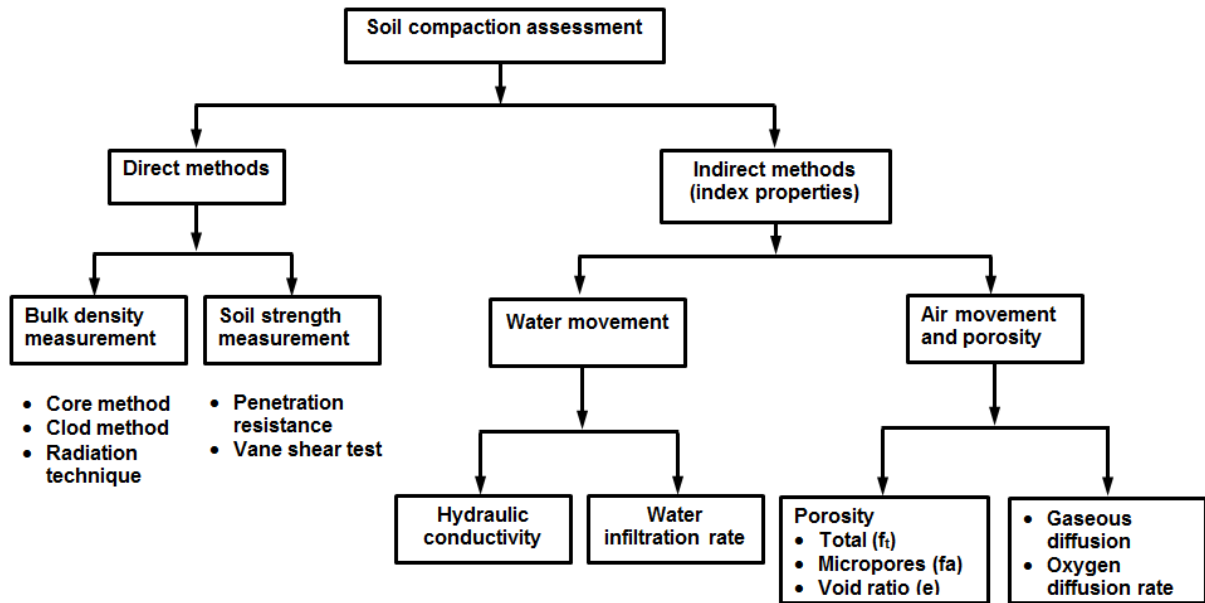 Soil compaction assessment
Direct methods
Indirect methods
(index properties)
Bulk density
measurement
Soil strength
measurement
Water movement
Air movement
and porosity
• Core method
• Clod method
• Radiation
technique
• Penetration
resistance
• Vane shear test
Hydraulic
conductivity
Water
infiltration rate
Porosity
• Total (fₜ)
• Micropores (fa)
• Void ratio (e)
• Gaseous
diffusion
• Oxygen
diffusion rate